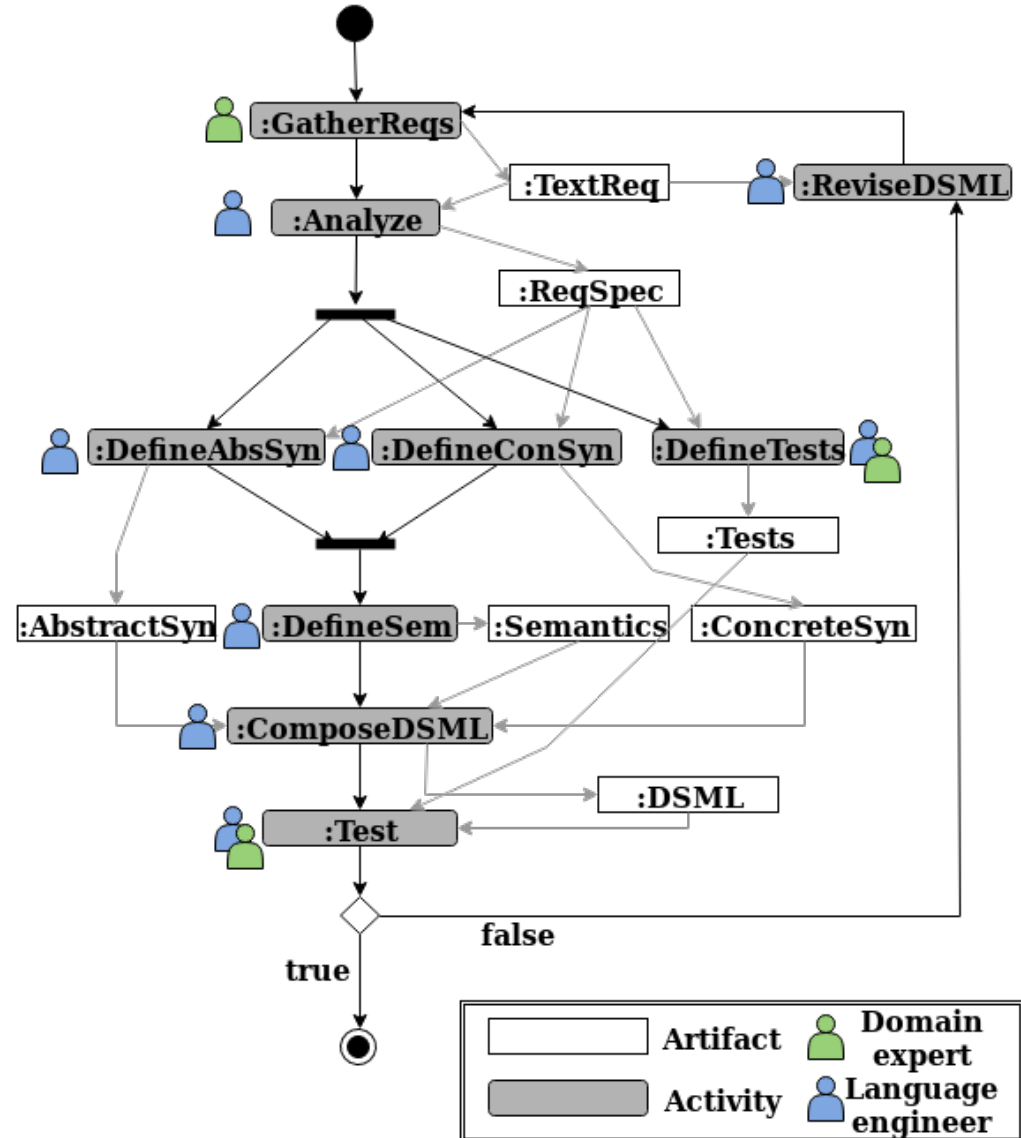 :GatherReqs
:TextReq
:ReviseDSML
:Analyze
:ReqSpec
:DefineAbsSyn
:DefineConSyn
:DefineTests
:Tests
:AbstractSyn
:DefineSem
:Semantics
:ConcreteSyn
:ComposeDSML
:DSML
:Test
false
true
Artifact
Domain
expert
Activity
Language
engineer